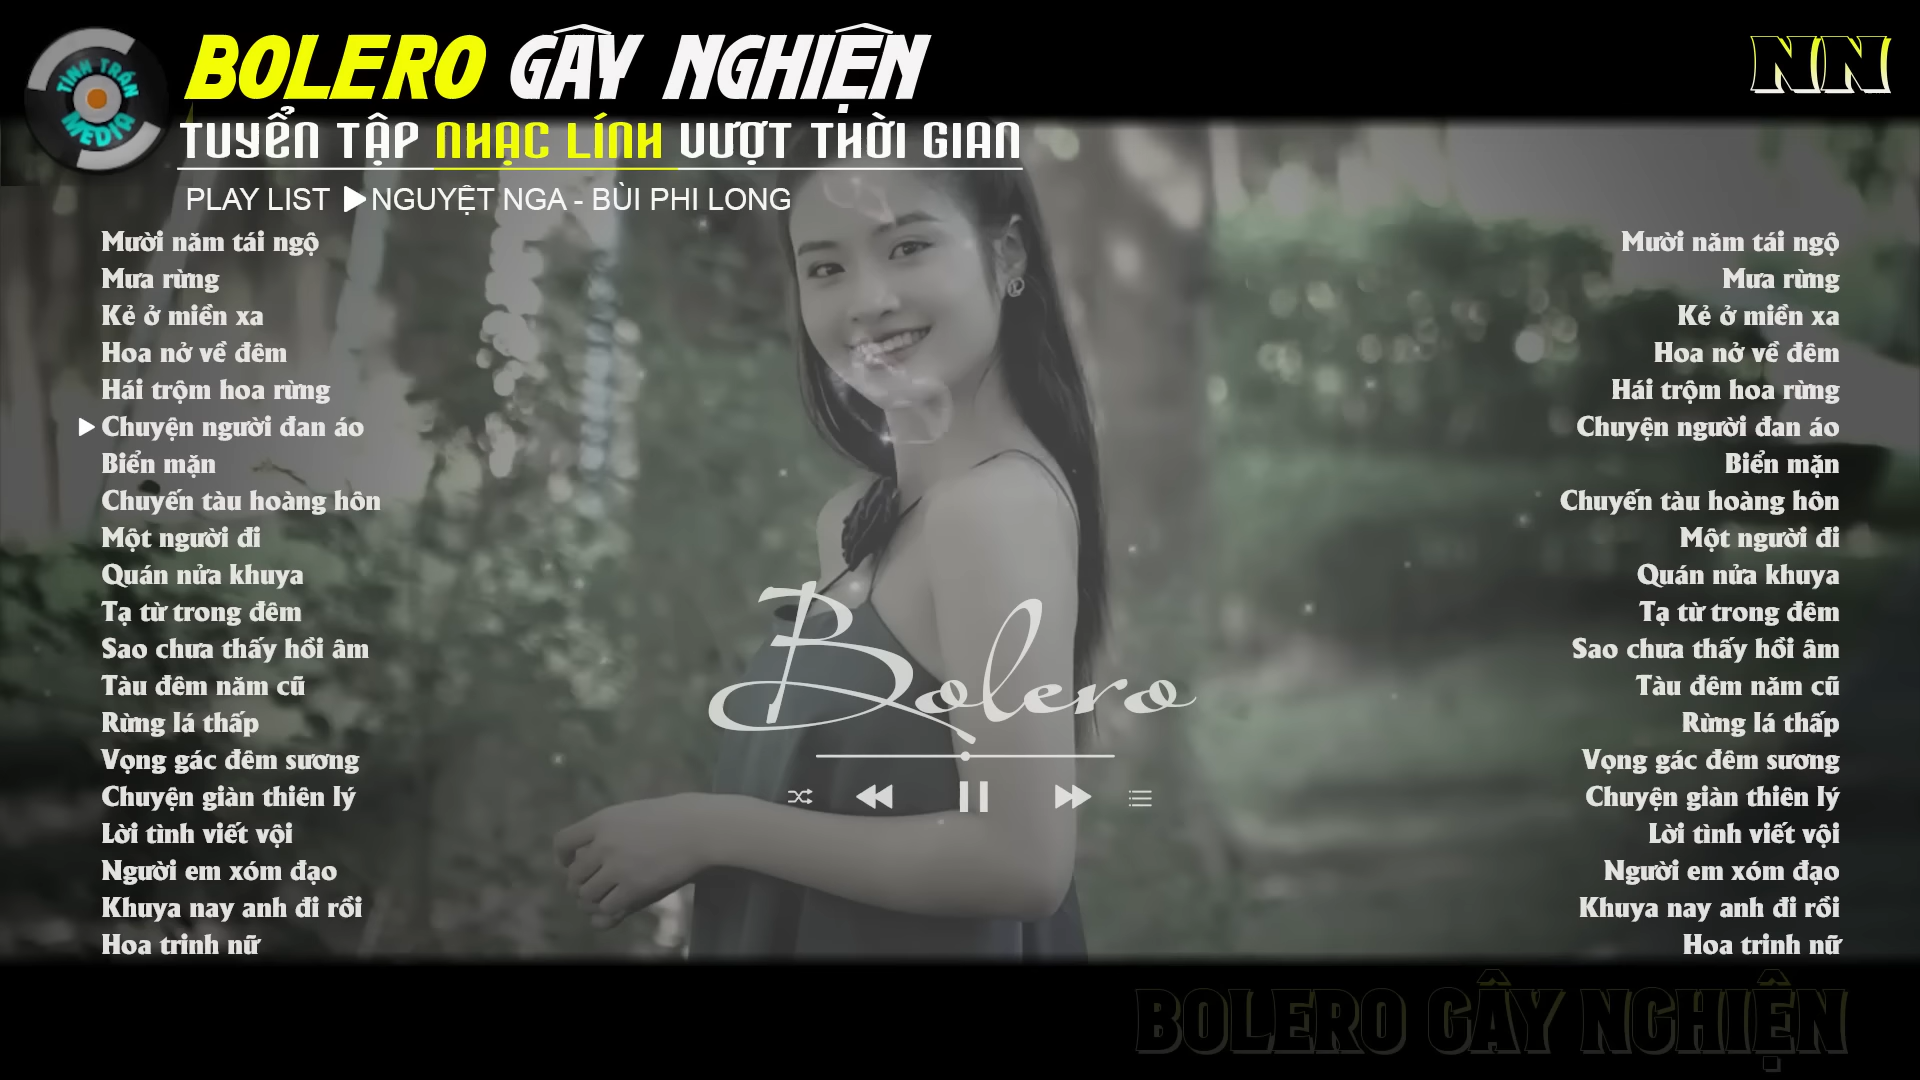 TÌNH TRẦN
MEDIA
BOLERO GÂY NGHIỆN
NN
TUYỂN TẬP NHẠC LÍNH VƯỢT THỜI GIAN
PLAY LIST ▶NGUYỆT NGA - BÙI PHI LONG
Mười năm tái ngộ
Mưa rừng
Kẻ ở miền xa
Hoa nở về đêm
Hái trộm hoa rừng
Chuyện người đan áo
Biển mặn
Chuyến tàu hoàng hôn
Một người đi
Quán nửa khuya
Tạ từ trong đêm
Sao chưa thấy hồi âm
Tàu đêm năm cũ
Rừng lá thấp
Vọng gác đêm sương
Chuyện giàn thiên lý
Lời tình viết vội
Người em xóm đạo
Khuya nay anh đi rồi
Hoa trinh nữ
Bolero
Mười năm tái ngộ
Mưa rừng
Kẻ ở miền xa
Hoa nở về đêm
Hái trộm hoa rừng
Chuyện người đan áo
Biển mặn
Chuyến tàu hoàng hôn
Một người đi
Quán nửa khuya
Tạ từ trong đêm
Sao chưa thấy hồi âm
Tàu đêm năm cũ
Rừng lá thấp
Vọng gác đêm sương
Chuyện giàn thiên lý
Lời tình viết vội
Người em xóm đạo
Khuya nay anh đi rồi
Hoa trinh nữ
BOLERO GÂY NGHIỆN